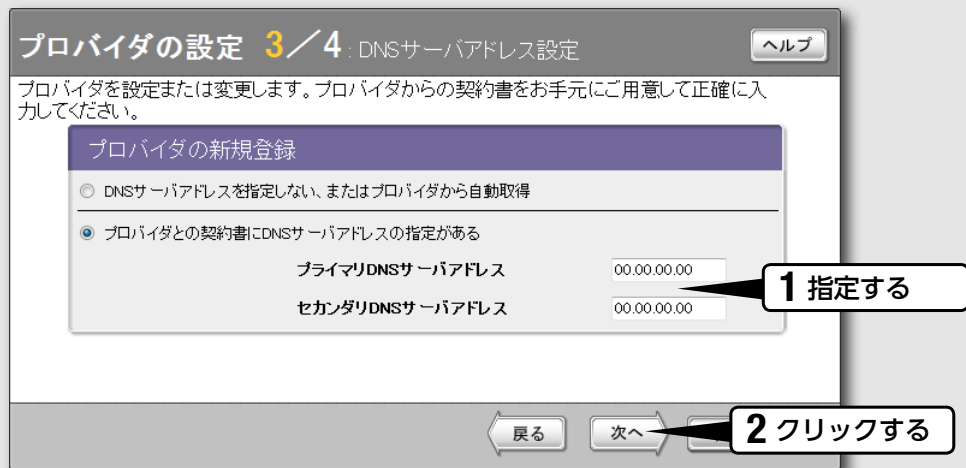 プロバイダの設定 3／4：DNSサーバアドレス設定
ヘルプ
プロバイダを設定または変更します。プロバイダからの契約書をお手元にご用意して正確に入
力してください。
プロバイダの新規登録
DNSサーバアドレスを指定しない、またはプロバイダから自動取得
プロバイダとの契約書にDNSサーバアドレスの指定がある
プライマリDNSサーバアドレス 00.00.00.00
1 指定する
セカンダリDNSサーバアドレス 00.00.00.00
戻る 次へ 2 クリックする